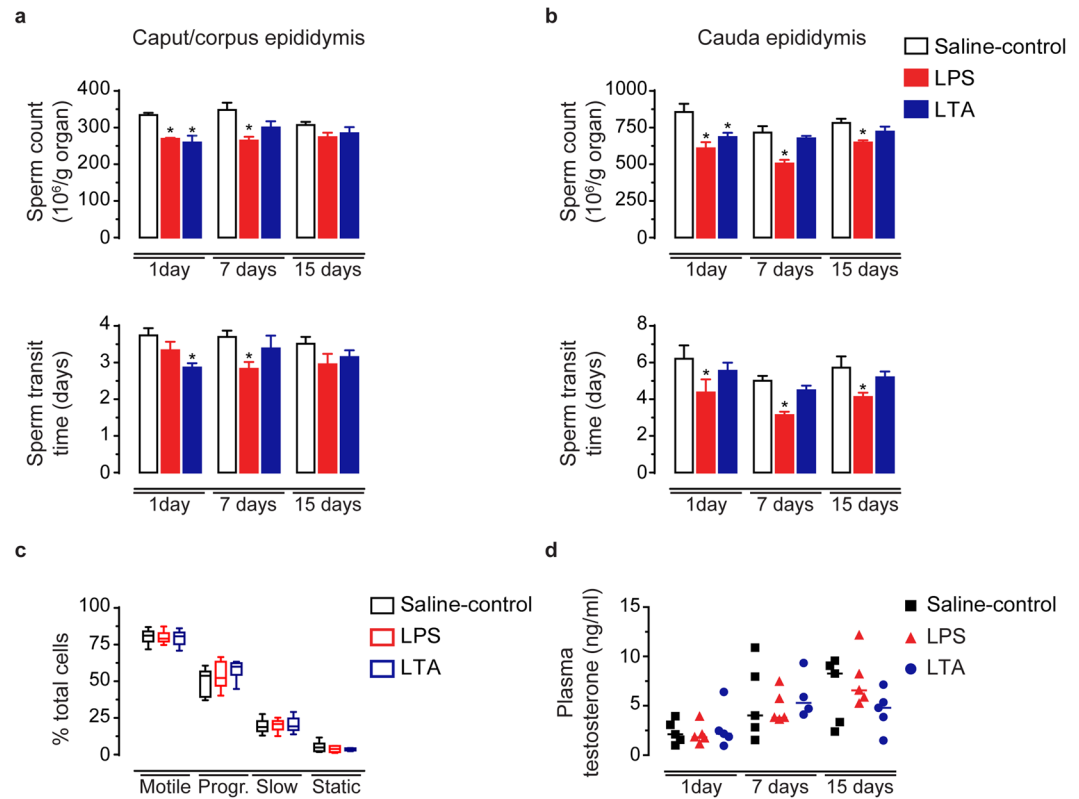 a
Caput/corpus epididymis
b
Cauda epididymis
Saline-control
LPS
LTA
Sperm count
(10⁶/g organ)
400
300
200
100
0
* * *
1day 7 days 15 days
Sperm count
(10⁶/g organ)
1000
750
500
250
0
* * * *
1day 7 days 15 days
Sperm transit
time (days)
4
3
2
1
0
* *
1day 7 days 15 days
Sperm transit
time (days)
8
6
4
2
0
* * *
1day 7 days 15 days
c
% total cells
100
75
50
25
0
Motile Progr. Slow Static
Saline-control
LPS
LTA
d
Plasma
testosterone (ng/ml)
15
10
5
0
1day 7 days 15 days
Saline-control
LPS
LTA